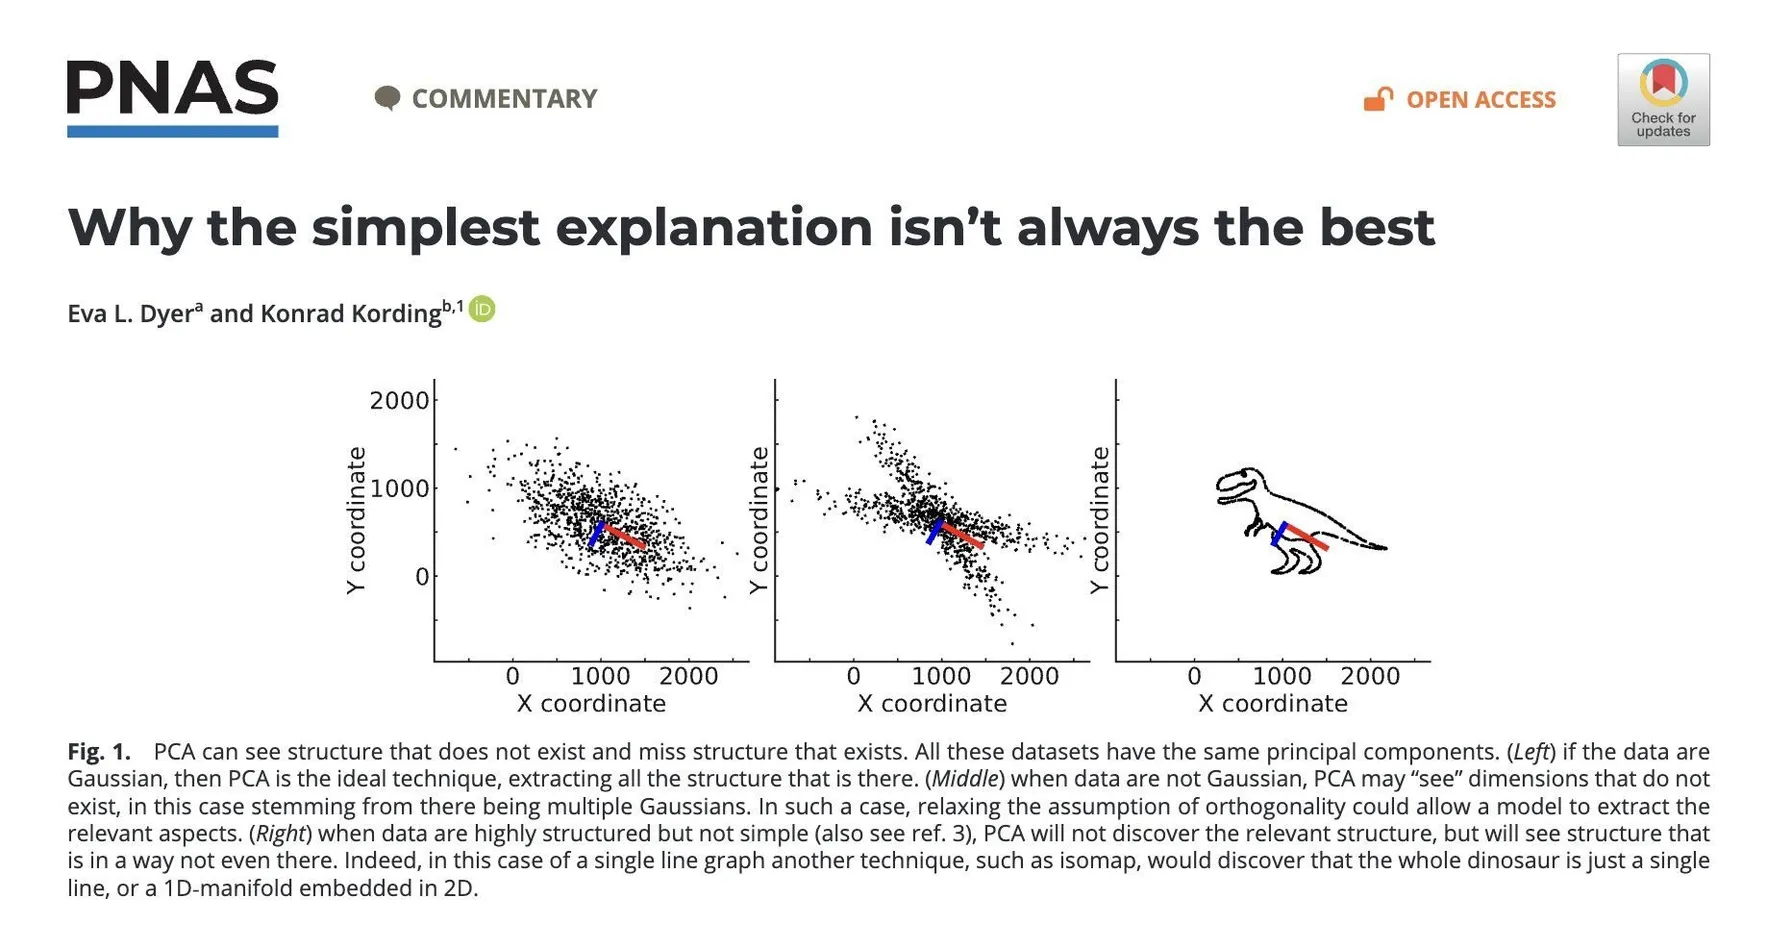 PNAS
COMMENTARY
OPEN ACCESS
Check for
updates
Why the simplest explanation isn’t always the best
Eva L. Dyerᵃ and Konrad Kordingᵇ,¹ iD
2000
1000
0
Y coordinate
0 1000 2000
X coordinate
Y coordinate
0 1000 2000
X coordinate
Y coordinate
0 1000 2000
X coordinate
Fig. 1. PCA can see structure that does not exist and miss structure that exists. All these datasets have the same principal components. (Left) if the data are
Gaussian, then PCA is the ideal technique, extracting all the structure that is there. (Middle) when data are not Gaussian, PCA may “see” dimensions that do not
exist, in this case stemming from there being multiple Gaussians. In such a case, relaxing the assumption of orthogonality could allow a model to extract the
relevant aspects. (Right) when data are highly structured but not simple (also see ref. 3), PCA will not discover the relevant structure, but will see structure that
is in a way not even there. Indeed, in this case of a single line graph another technique, such as isomap, would discover that the whole dinosaur is just a single
line, or a 1D-manifold embedded in 2D.